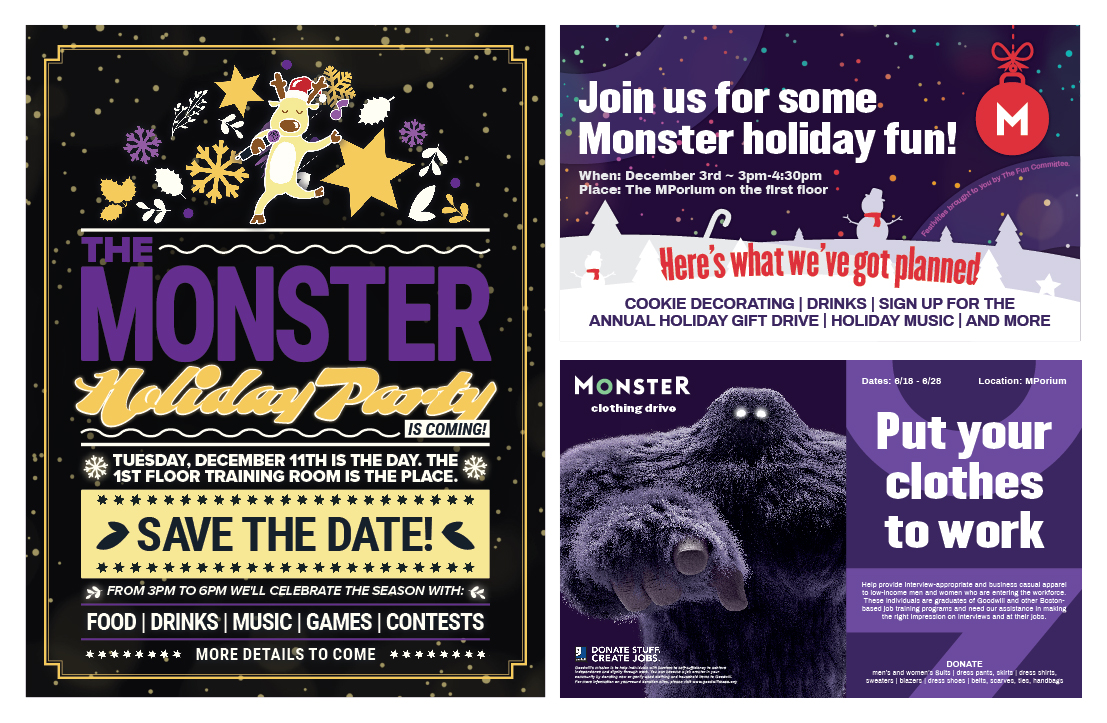 THE
MONSTER
Holiday Party
IS COMING!
TUESDAY, DECEMBER 11TH IS THE DAY. THE
1ST FLOOR TRAINING ROOM IS THE PLACE.
SAVE THE DATE!
FROM 3PM TO 6PM WE'LL CELEBRATE THE SEASON WITH:
FOOD | DRINKS | MUSIC | GAMES | CONTESTS
MORE DETAILS TO COME
Join us for some
Monster holiday fun!
When: December 3rd ~ 3pm-4:30pm
Place: The MPorium on the first floor
M
Festivities brought to you by The Fun Committee.
Here's what we've got planned
COOKIE DECORATING | DRINKS | SIGN UP FOR THE
ANNUAL HOLIDAY GIFT DRIVE | HOLIDAY MUSIC | AND MORE
MONSTER
clothing drive
DONATE STUFF.
CREATE JOBS.
Dates: 6/18 - 6/28
Location: MPorium
Put your
clothes
to work
Help provide interview-appropriate and business casual apparel
to low-income men and women who are entering the workforce.
These individuals are graduates of Goodwill and other Boston-
based job training programs and need our assistance in making
the right impression on interviews and at their jobs.
DONATE
men's and women's Suits | dress pants, skirts | dress shirts,
sweaters | blazers | dress shoes | belts, scarves, ties, handbags